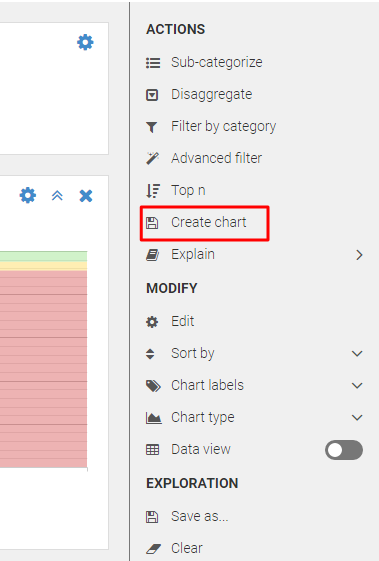 ACTIONS
Sub-categorize
Disaggregate
Filter by category
Advanced filter
Top n
Create chart
Explain
MODIFY
Edit
Sort by
Chart labels
Chart type
Data view
EXPLORATION
Save as...
Clear